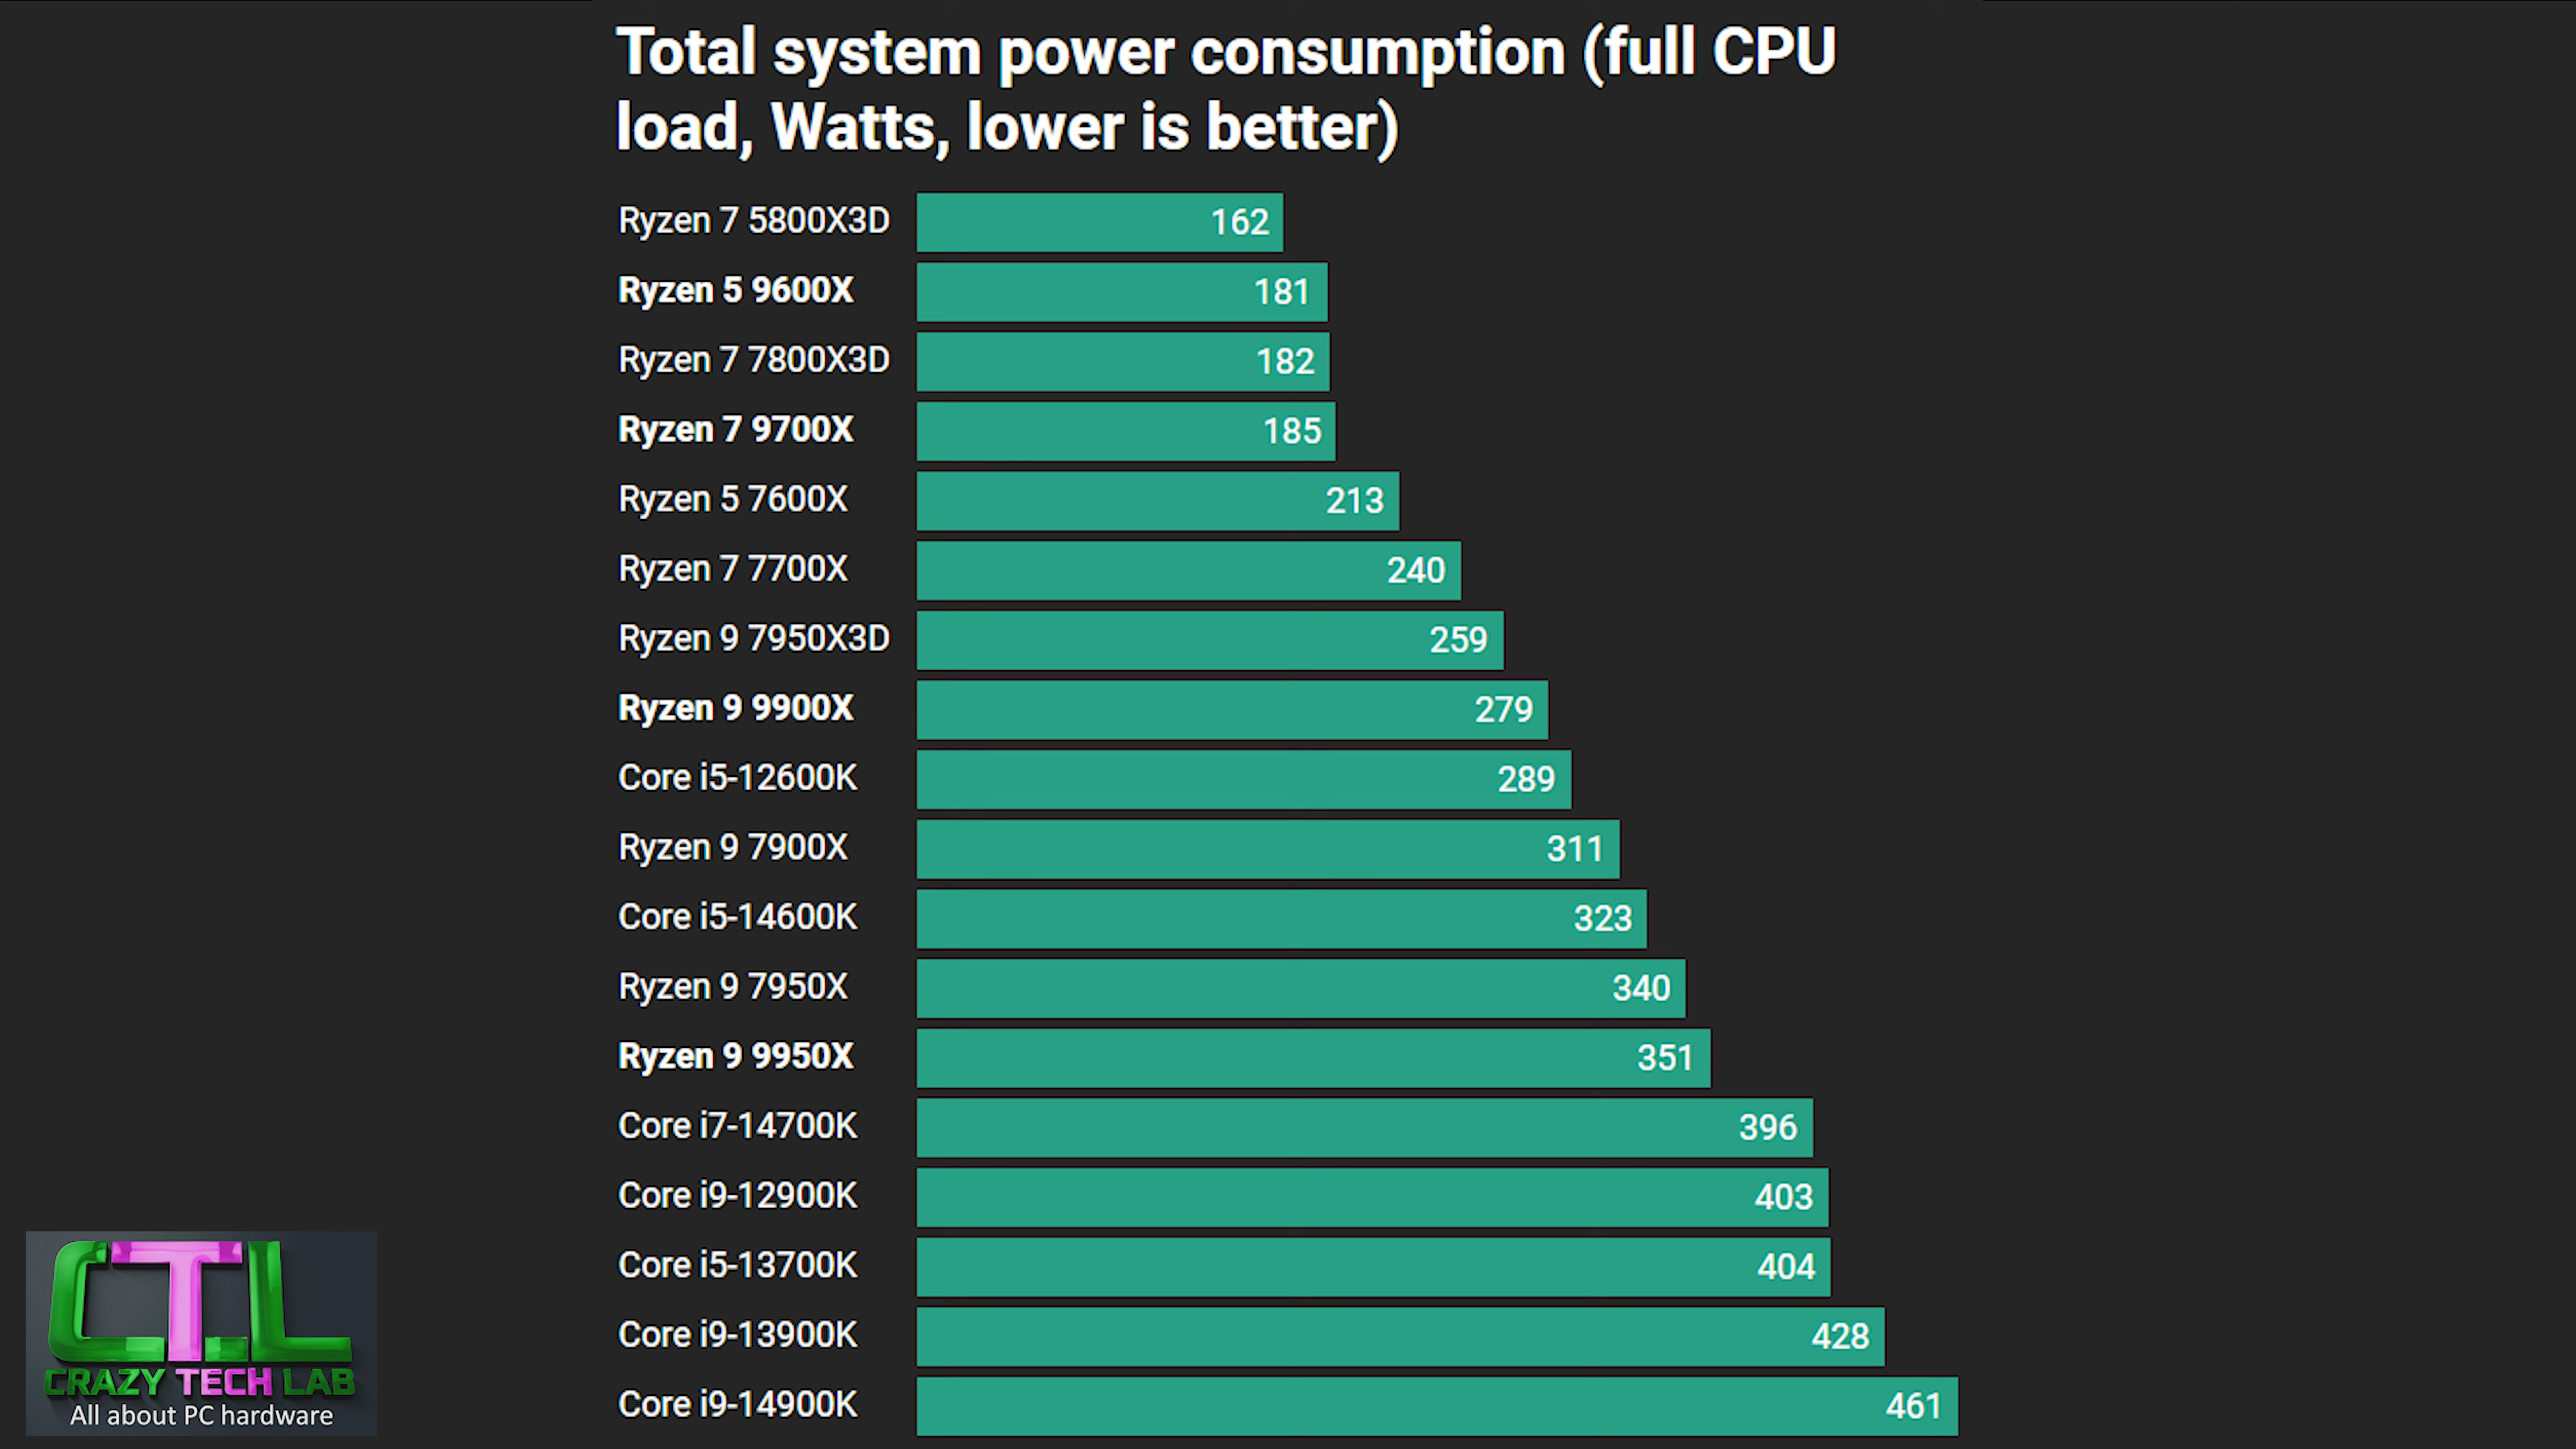 Total system power consumption (full CPU
load, Watts, lower is better)
Ryzen 7 5800X3D 162
Ryzen 5 9600X 181
Ryzen 7 7800X3D 182
Ryzen 7 9700X 185
Ryzen 5 7600X 213
Ryzen 7 7700X 240
Ryzen 9 7950X3D 259
Ryzen 9 9900X 279
Core i5-12600K 289
Ryzen 9 7900X 311
Core i5-14600K 323
Ryzen 9 7950X 340
Ryzen 9 9950X 351
Core i7-14700K 396
Core i9-12900K 403
Core i5-13700K 404
Core i9-13900K 428
Core i9-14900K 461
CTL
CRAZY TECH LAB
All about PC hardware